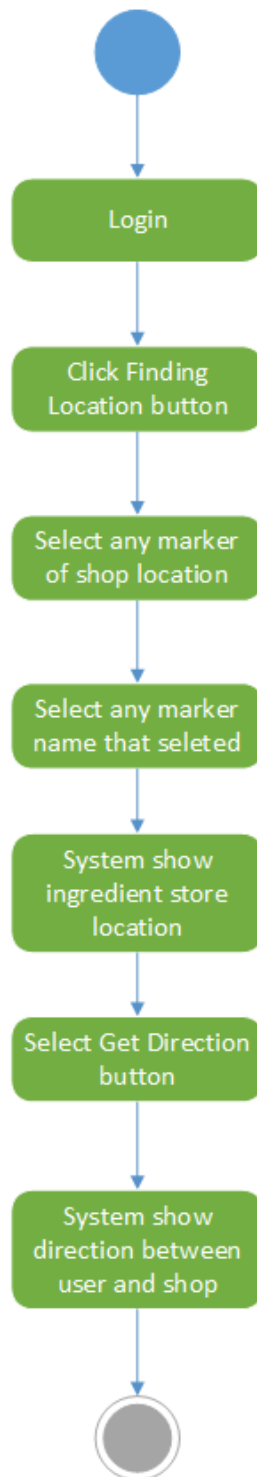 Login
Click Finding
Location button
Select any marker
of shop location
Select any marker
name that seleted
System show
ingredient store
location
Select Get Direction
button
System show
direction between
user and shop